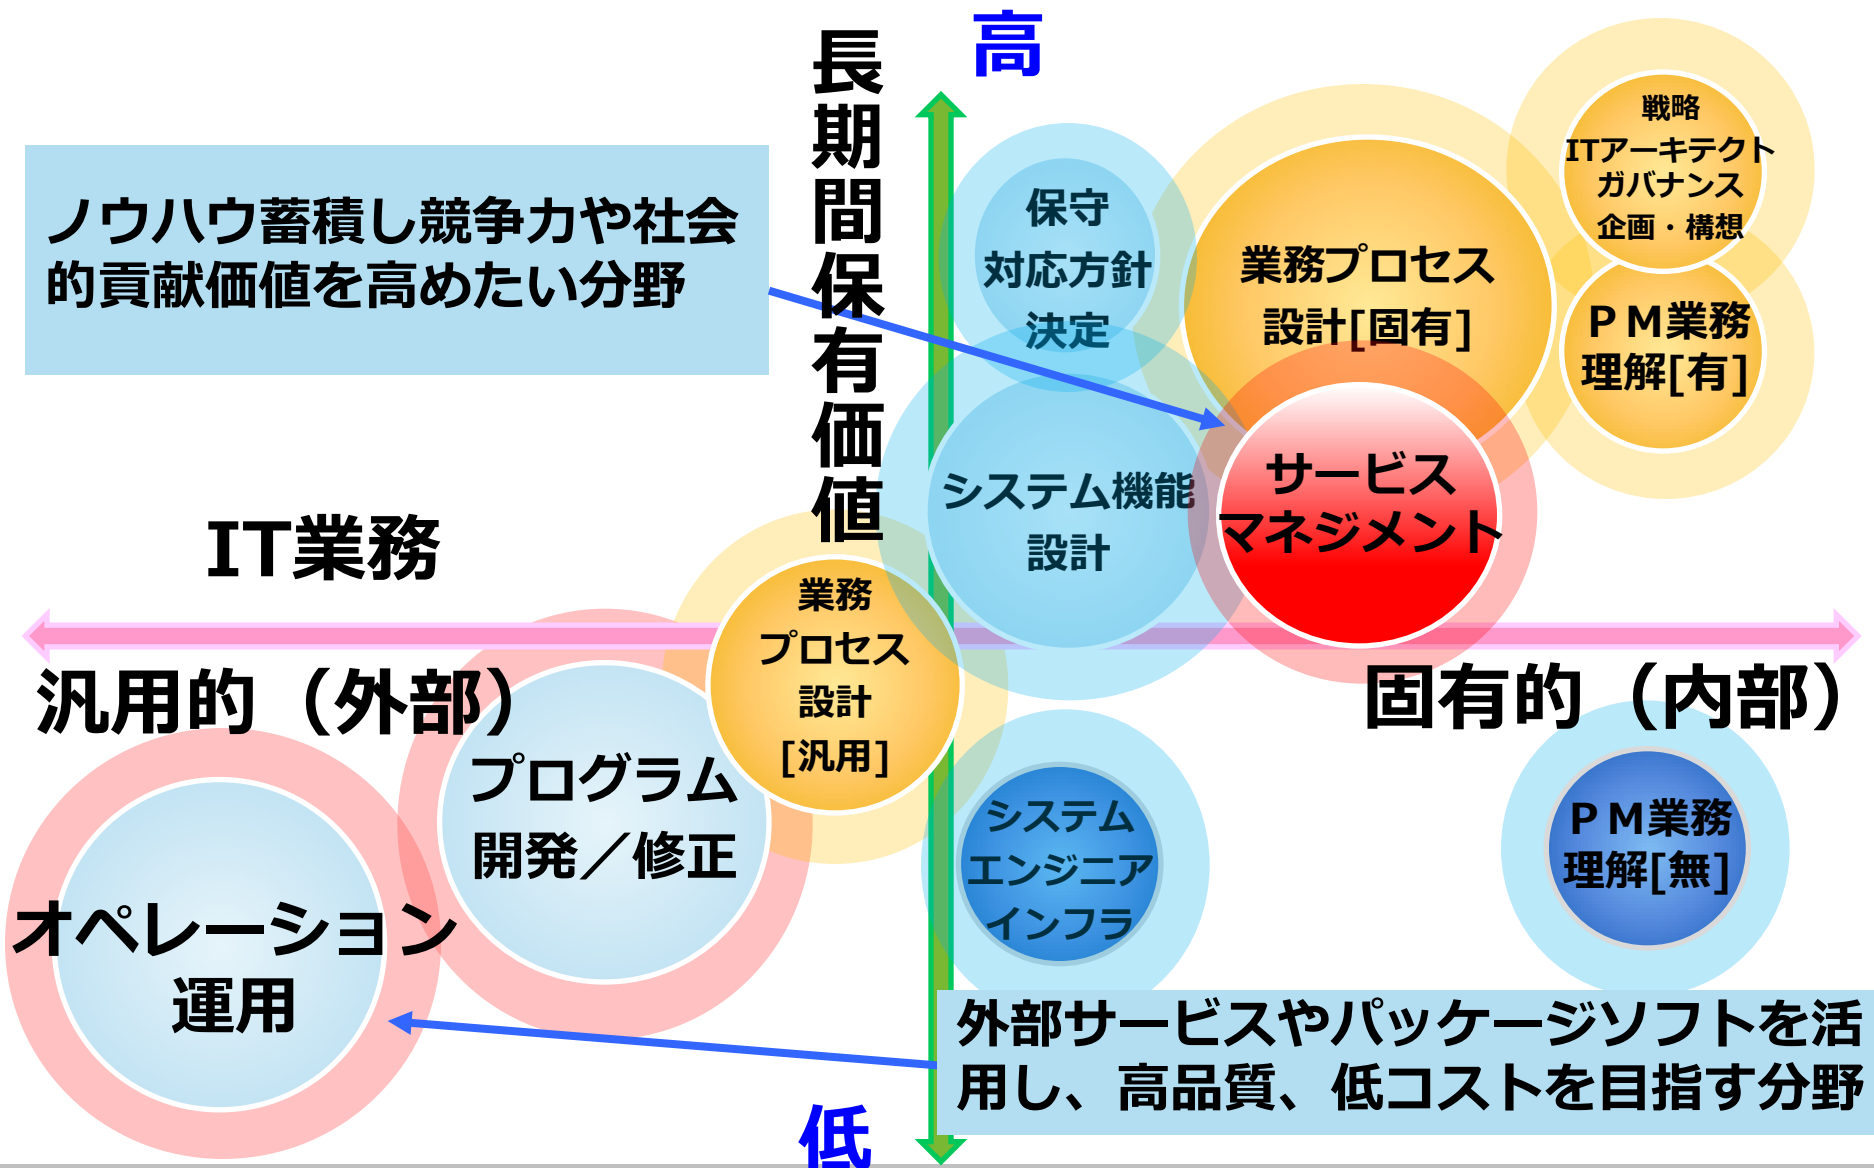 高
長期間保有価値
戦略
ITアーキテクト
ガバナンス
企画・構想
ノウハウ蓄積し競争力や社会
的貢献価値を高めたい分野
保守
対応方針
決定
業務プロセス
設計[固有]
ＰＭ業務
理解[有]
システム機能
設計
サービス
マネジメント
IT業務
業務
プロセス
設計
[汎用]
汎用的（外部）
固有的（内部）
プログラム
開発／修正
システム
エンジニア
インフラ
ＰＭ業務
理解[無]
オペレーション
運用
外部サービスやパッケージソフトを活
用し、高品質、低コストを目指す分野
低